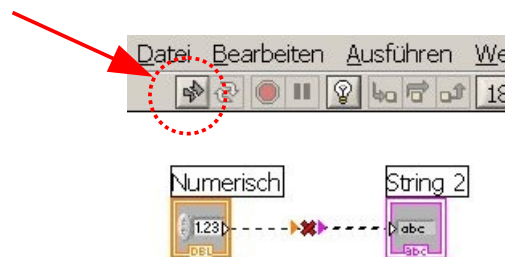 Datei Bearbeiten Ausführen We
18
Numerisch String 2
1.23 abc
DBL abc